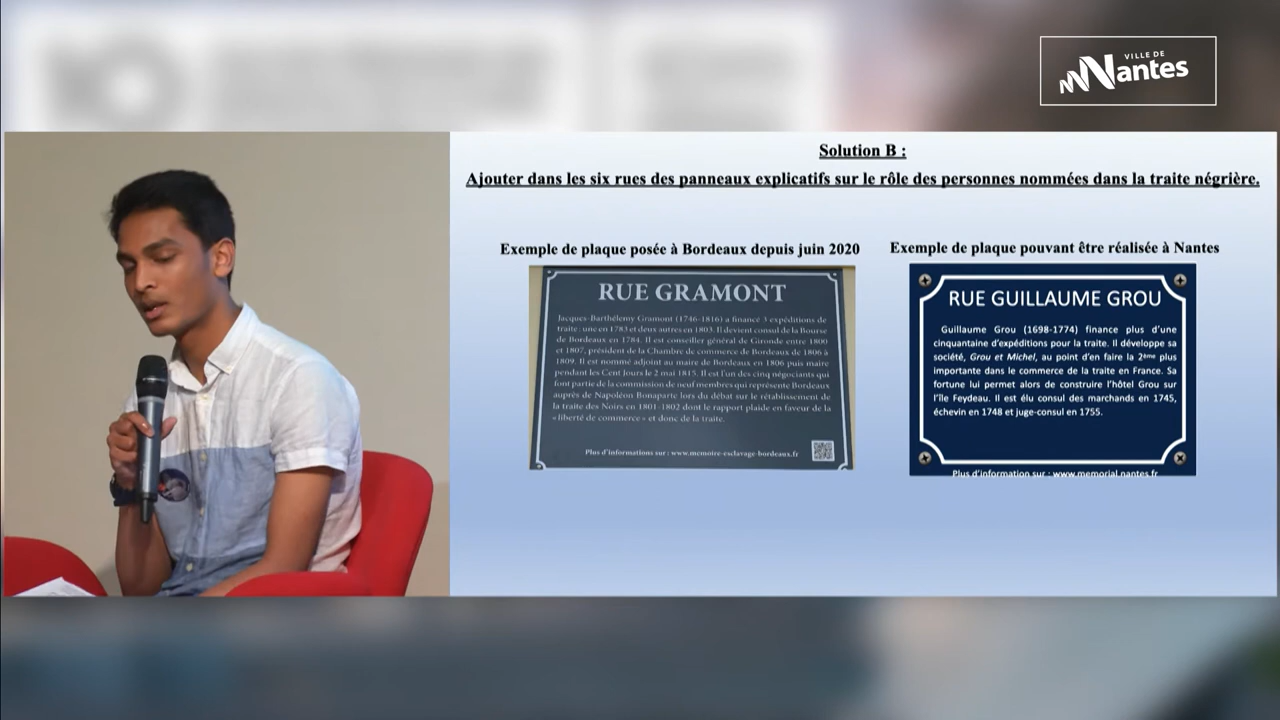 VILLE DE
Nantes
Solution B :
Ajouter dans les six rues des panneaux explicatifs sur le rôle des personnes nommées dans la traite négrière.
Exemple de plaque posée à Bordeaux depuis juin 2020
RUE GRAMONT
Jacques-Barthélemy Gramont (1746-1816) a financé 3 expéditions de
traite : une en 1783 et deux autres en 1803. Il devient consul de la Bourse
de Bordeaux en 1784. Il est conseiller général de Gironde entre 1800
et 1807, président de la Chambre de commerce de Bordeaux de 1806 à
1809. Il est nommé adjoint au maire de Bordeaux en 1806 puis maire
pendant les Cent Jours le 2 mai 1815. Il est l'un des cinq négociants qui
font partie de la commission de neuf membres qui représente Bordeaux
auprès de Napoléon Bonaparte lors du débat sur le rétablissement de
la traite des Noirs en 1801-1802 dont le rapport plaide en faveur de la
« liberté de commerce » et donc de la traite.
Plus d'informations sur : www.memoire-esclavage-bordeaux.fr
Exemple de plaque pouvant être réalisée à Nantes
RUE GUILLAUME GROU
Guillaume Grou (1698-1774) finance plus d'une
cinquantaine d'expéditions pour la traite. Il développe sa
société, Grou et Michel, au point d'en faire la 2ème plus
importante dans le commerce de la traite en France. Sa
fortune lui permet alors de construire l'hôtel Grou sur
l'île Feydeau. Il est élu consul des marchands en 1745,
échevin en 1748 et juge-consul en 1755.
Plus d'information sur : www.memorial.nantes.fr